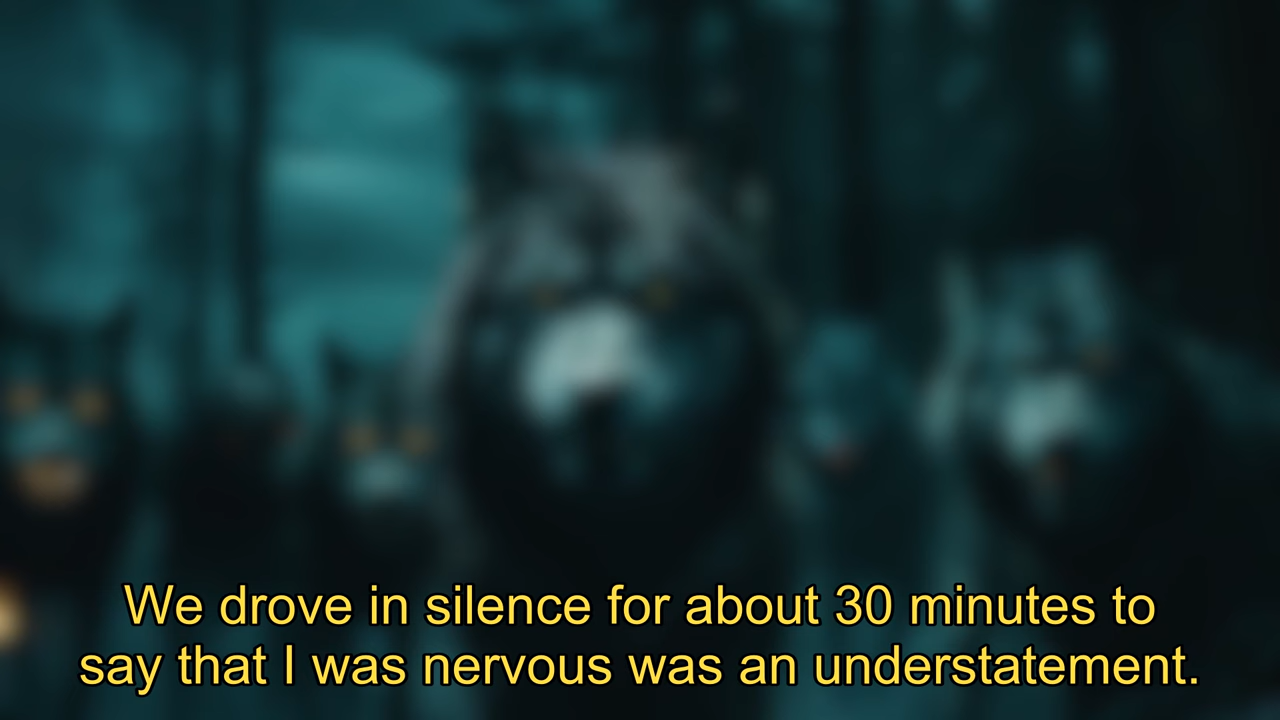 We drove in silence for about 30 minutes to
say that I was nervous was an understatement.